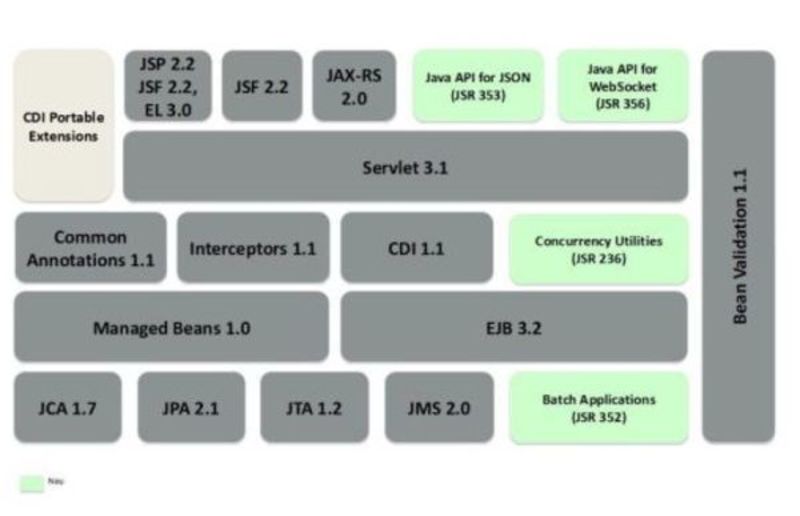 CDI Portable
Extensions
JSP 2.2
JSF 2.2,
EL 3.0
JSF 2.2
JAX-RS
2.0
Java API for JSON
(JSR 353)
Java API for
WebSocket
(JSR 356)
Servlet 3.1
Common
Annotations 1.1
Interceptors 1.1
CDI 1.1
Concurrency Utilities
(JSR 236)
Managed Beans 1.0
EJB 3.2
JCA 1.7
JPA 2.1
JTA 1.2
JMS 2.0
Batch Applications
(JSR 352)
Bean Validation 1.1
Neu